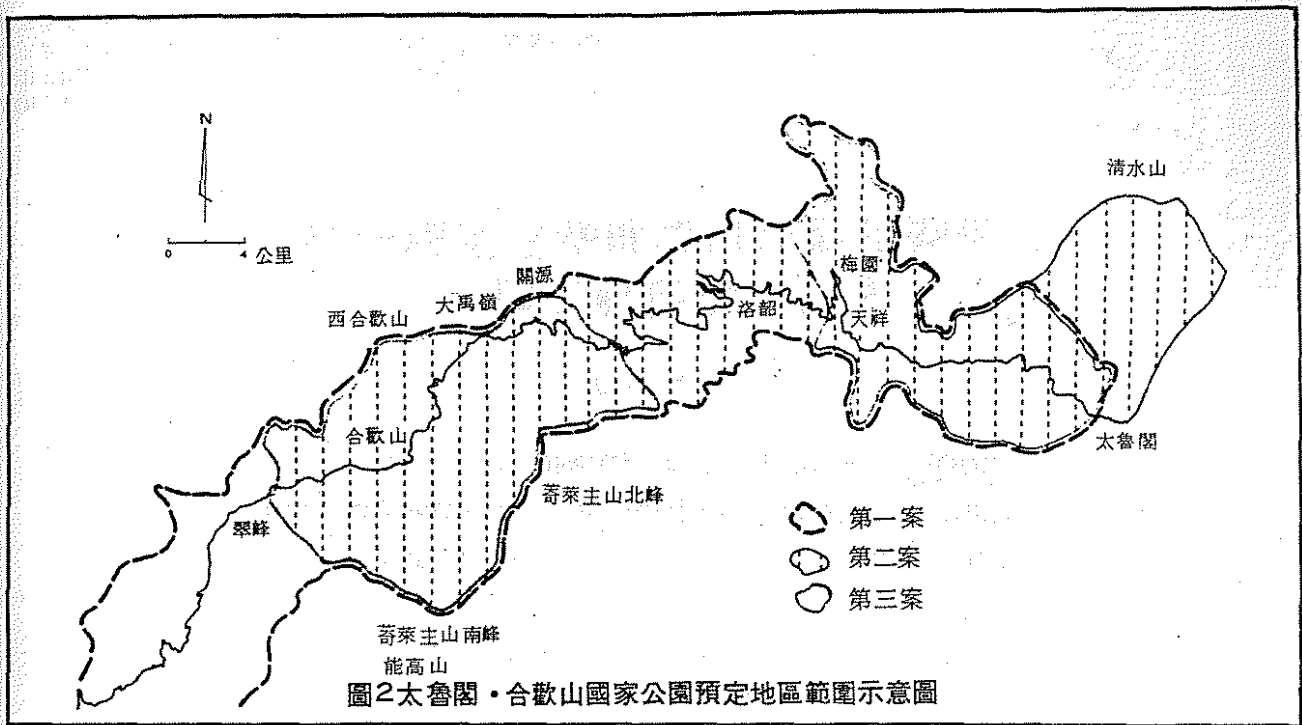 N
0 4 公里
清水山
梅園
關源
大禹嶺
西合歡山
洛韶
天祥
合歡山
太魯閣
翠峰
奇萊主山北峰
第一案
第二案
第三案
奇萊主山南峰
能高山
圖2太魯閣・合歡山國家公園預定地區範圍示意圖